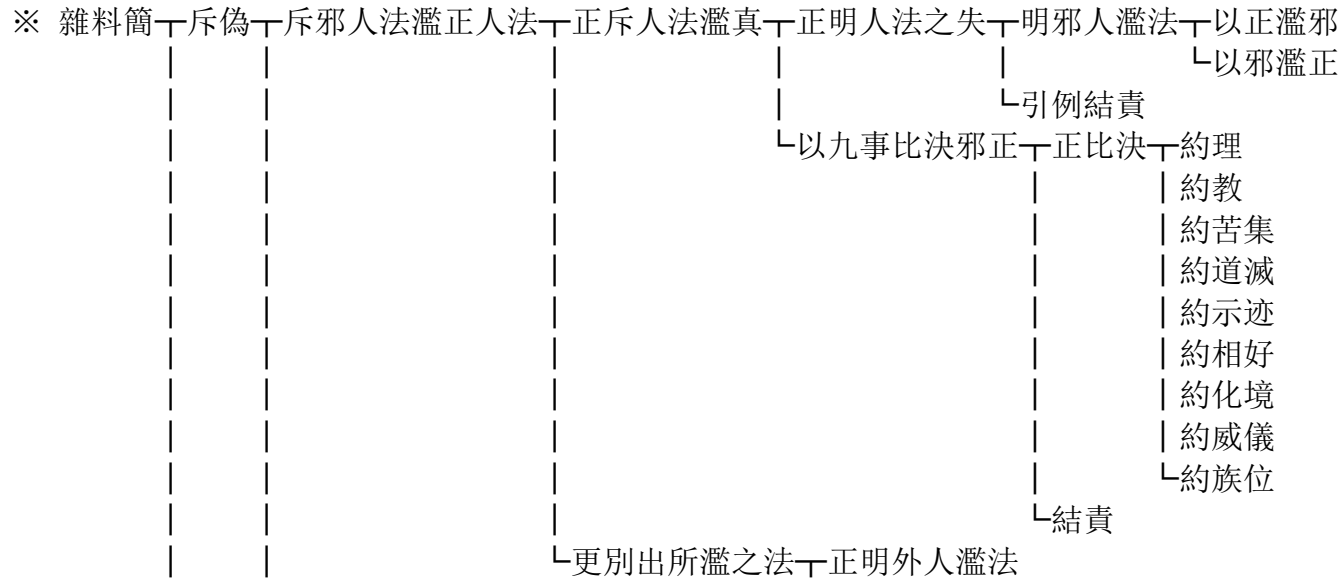 ※ 雜料簡┬斥偽┬斥邪人法濫正人法┬正斥人法濫真┬正明人法之失┬明邪人濫法┬以正濫邪
└以邪濫正
└引例結責
└以九事比決邪正┬正比決┬約理
約教
約苦集
約道滅
約示迹
約相好
約化境
約威儀
└約族位
└結責
└更別出所濫之法┬正明外人濫法